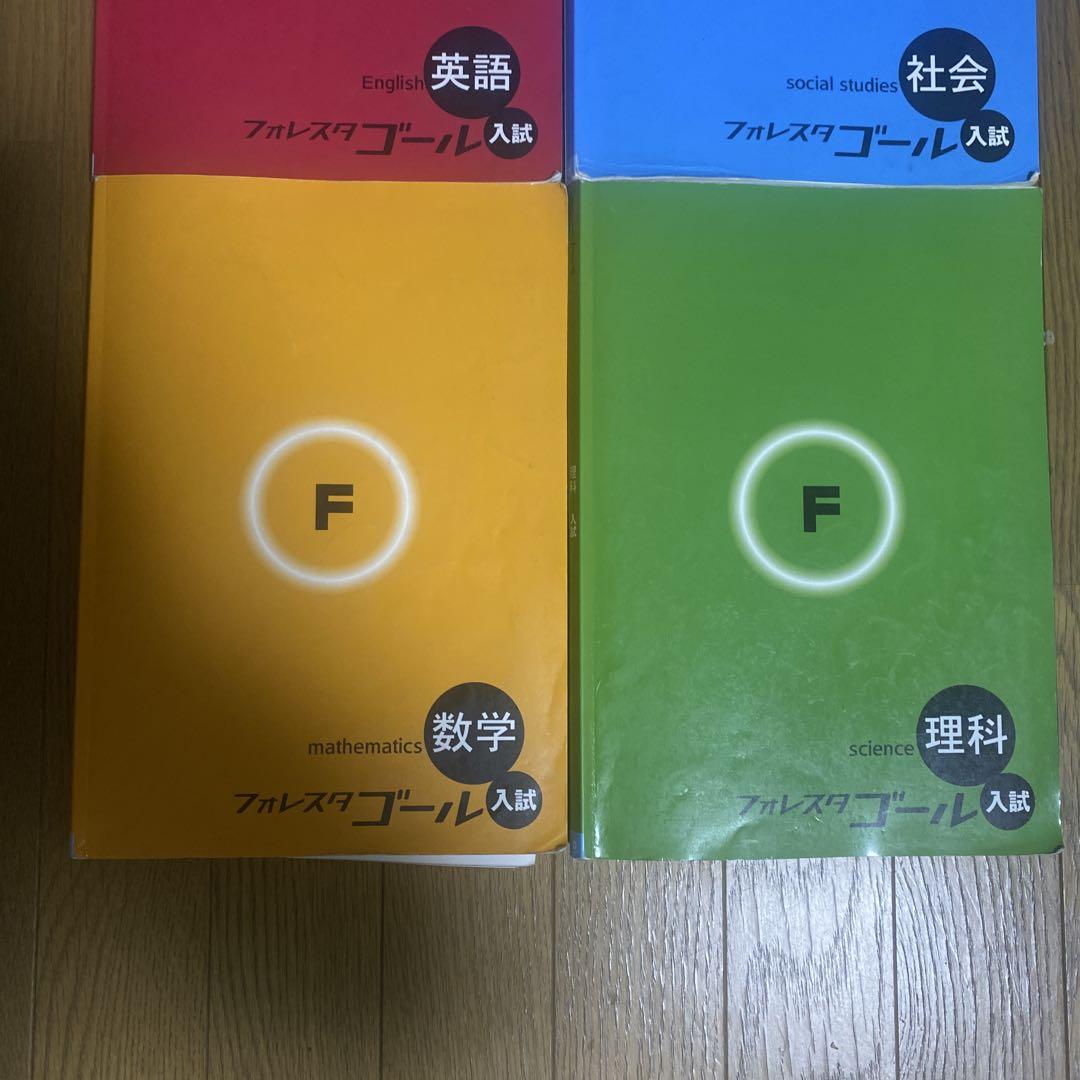 English 英語
フォレスタ ゴール 入試
social studies 社会
フォレスタ ゴール 入試
F
mathematics 数学
フォレスタ ゴール 入試
理科 入試
F
science 理科
フォレスタ ゴール 入試